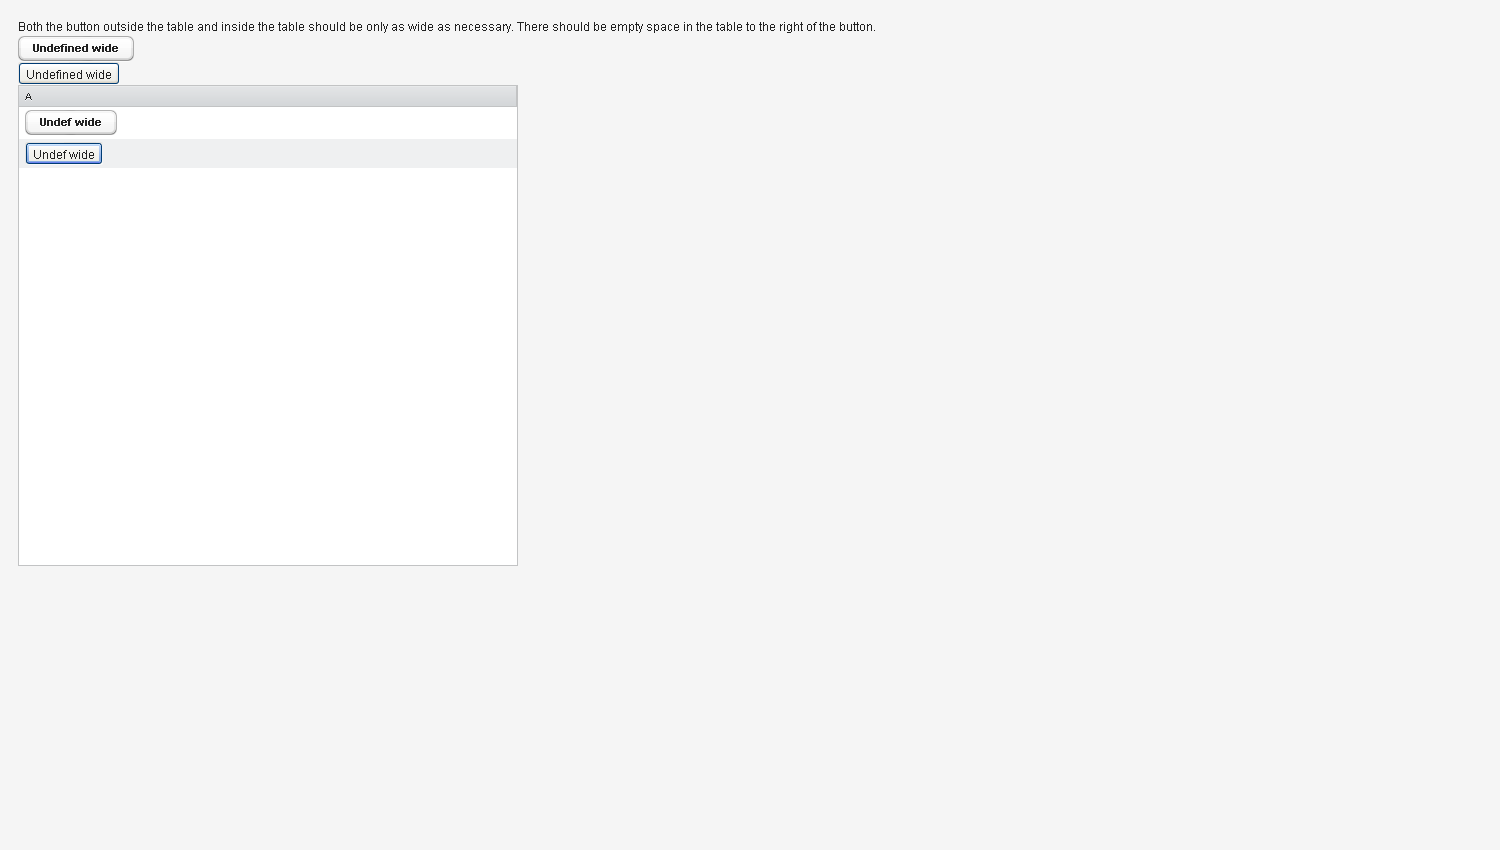 Both the button outside the table and inside the table should be only as wide as necessary. There should be empty space in the table to the right of the button.
Undefined wide
Undefined wide
A
Undef wide
Undef wide